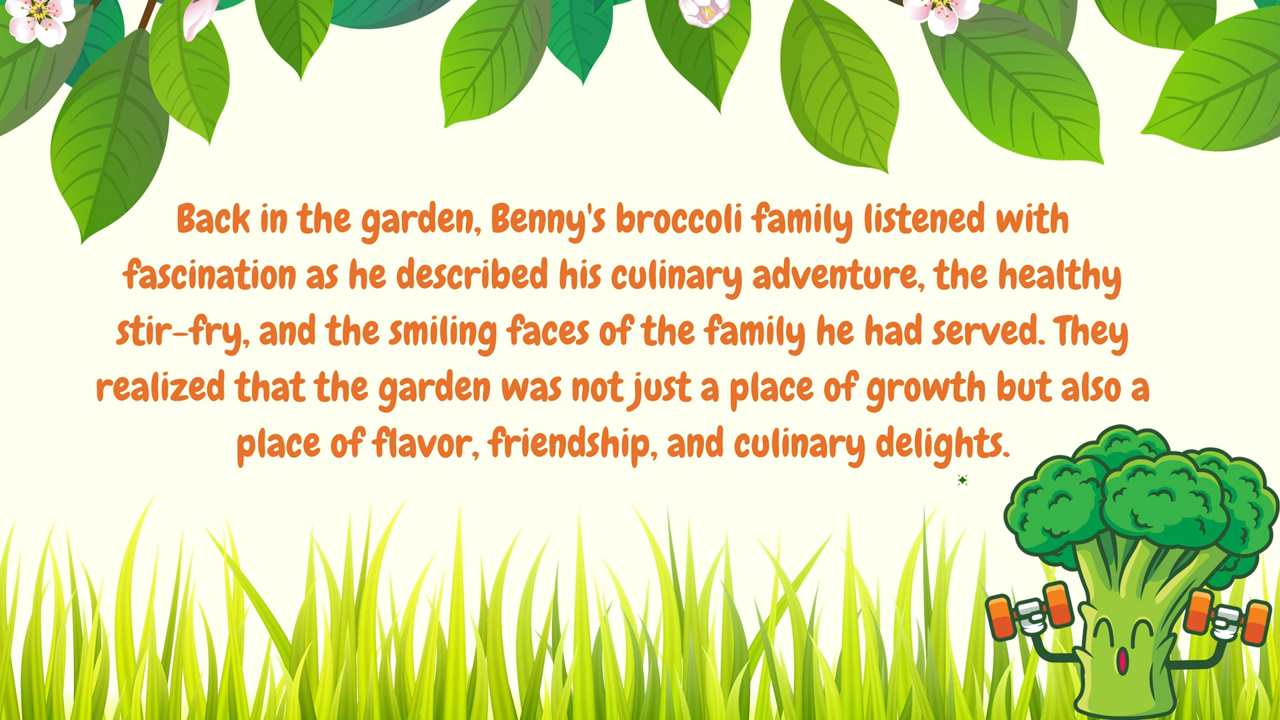 Back in the garden, Benny's broccoli family listened with
fascination as he described his culinary adventure, the healthy
stir-fry, and the smiling faces of the family he had served. They
realized that the garden was not just a place of growth but also a
place of flavor, friendship, and culinary delights.